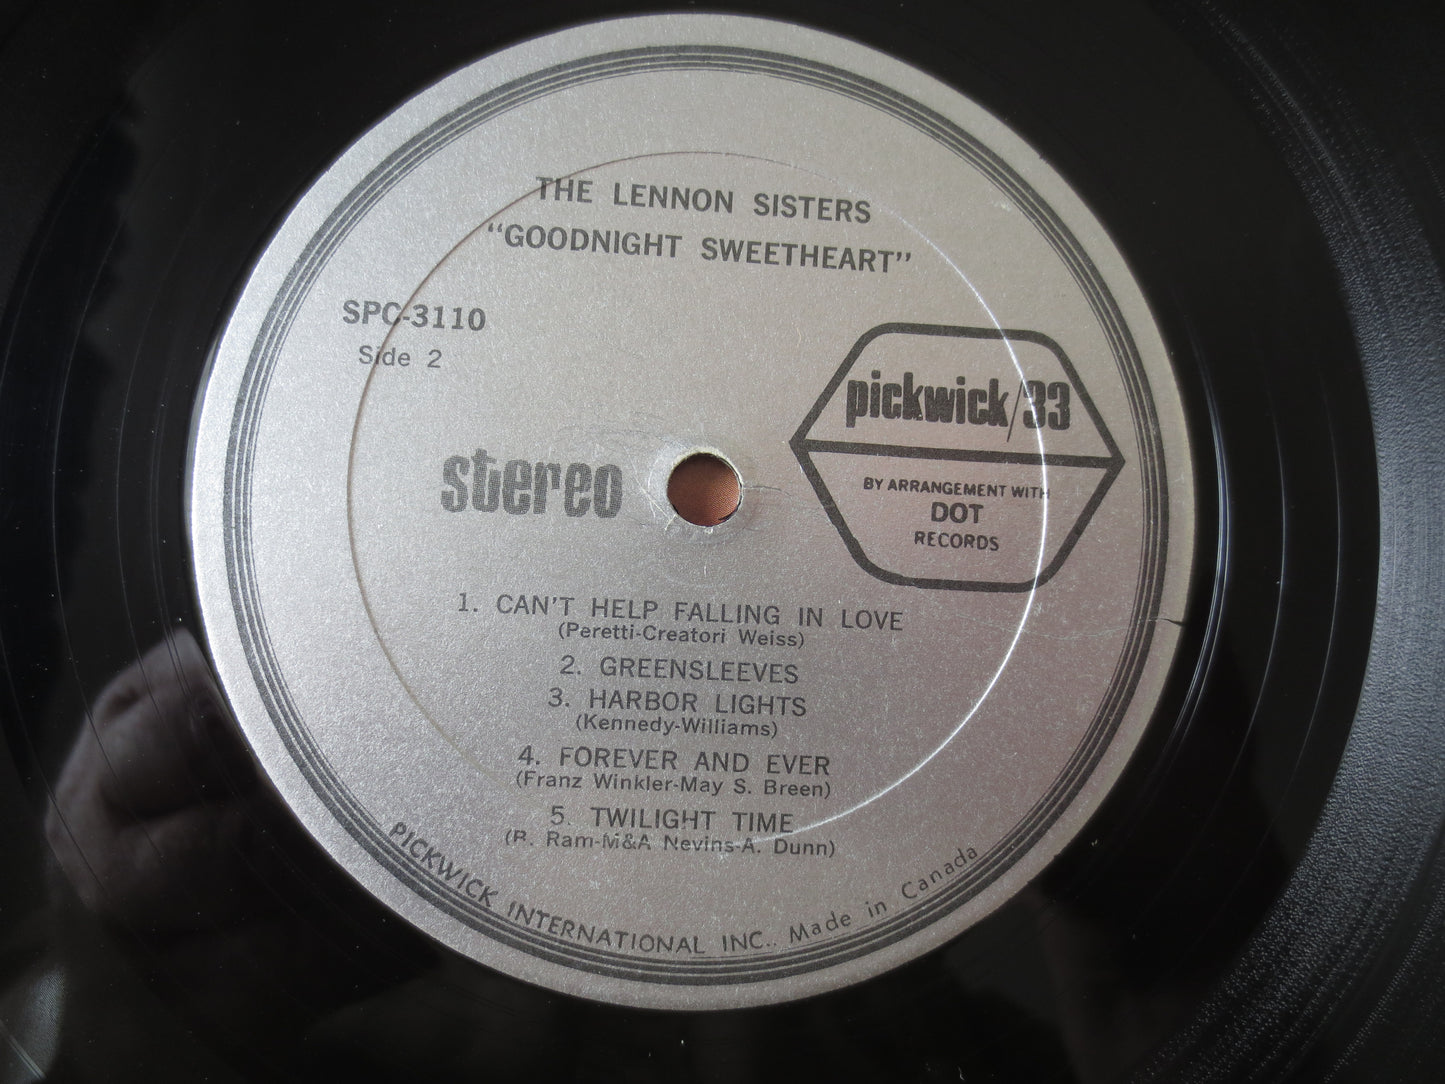 THE LENNON SISTERS
"GOODNIGHT SWEETHEART"
SPC-3110
Side 2
pickwick/33
BY ARRANGEMENT WITH
DOT
RECORDS
stereo
1. CAN'T HELP FALLING IN LOVE
(Peretti-Creatori Weiss)
2. GREENSLEEVES
3. HARBOR LIGHTS
(Kennedy-Williams)
4. FOREVER AND EVER
(Franz Winkler-May S. Breen)
5. TWILIGHT TIME
(R. Ram-M&A Nevins-A. Dunn)
PICKWICK INTERNATIONAL INC., Made in Canada